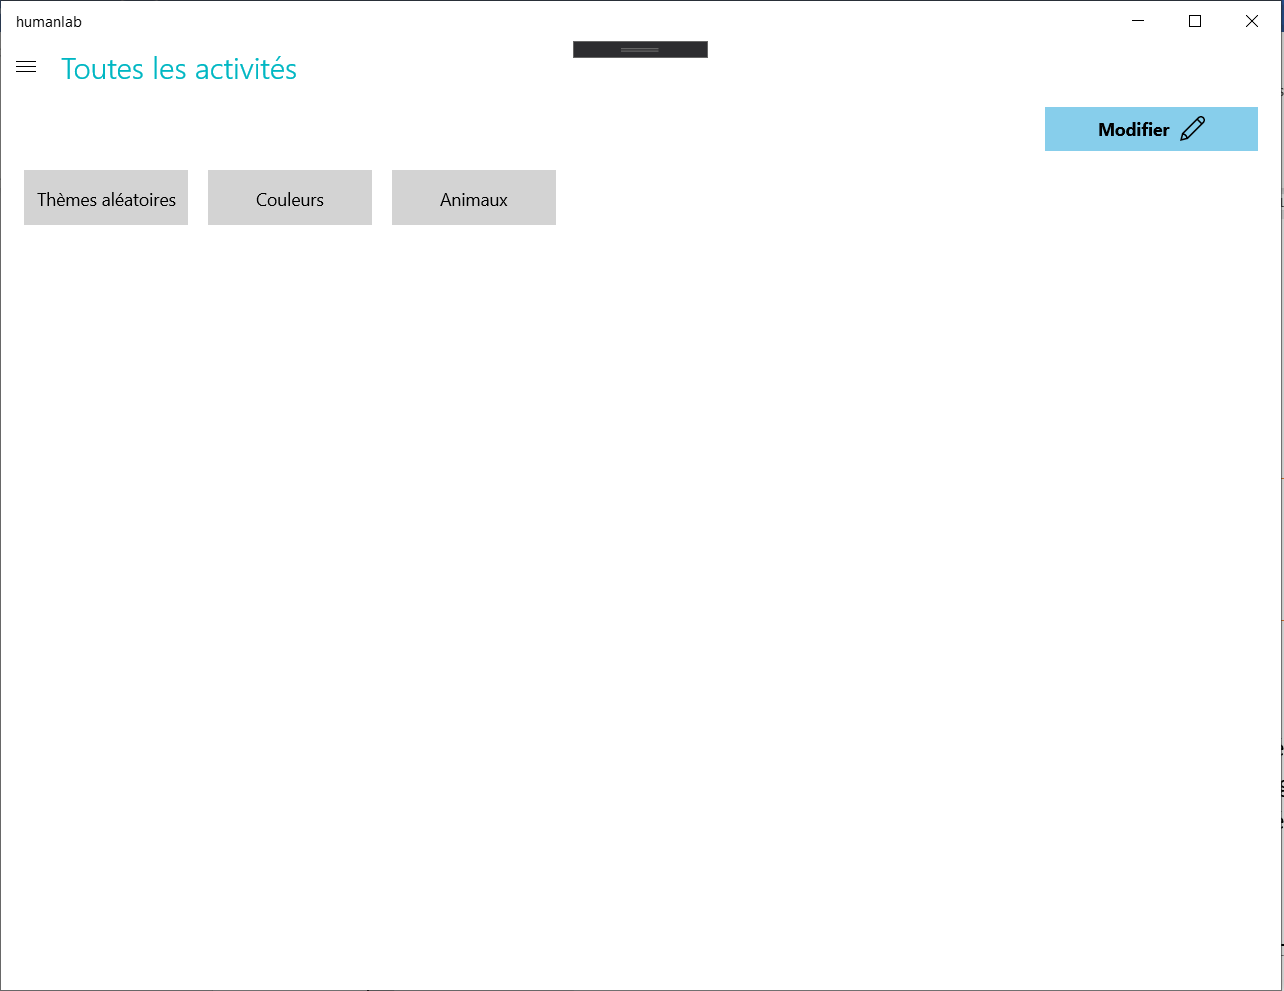 humanlab
Toutes les activités
Modifier
Thèmes aléatoires
Couleurs
Animaux